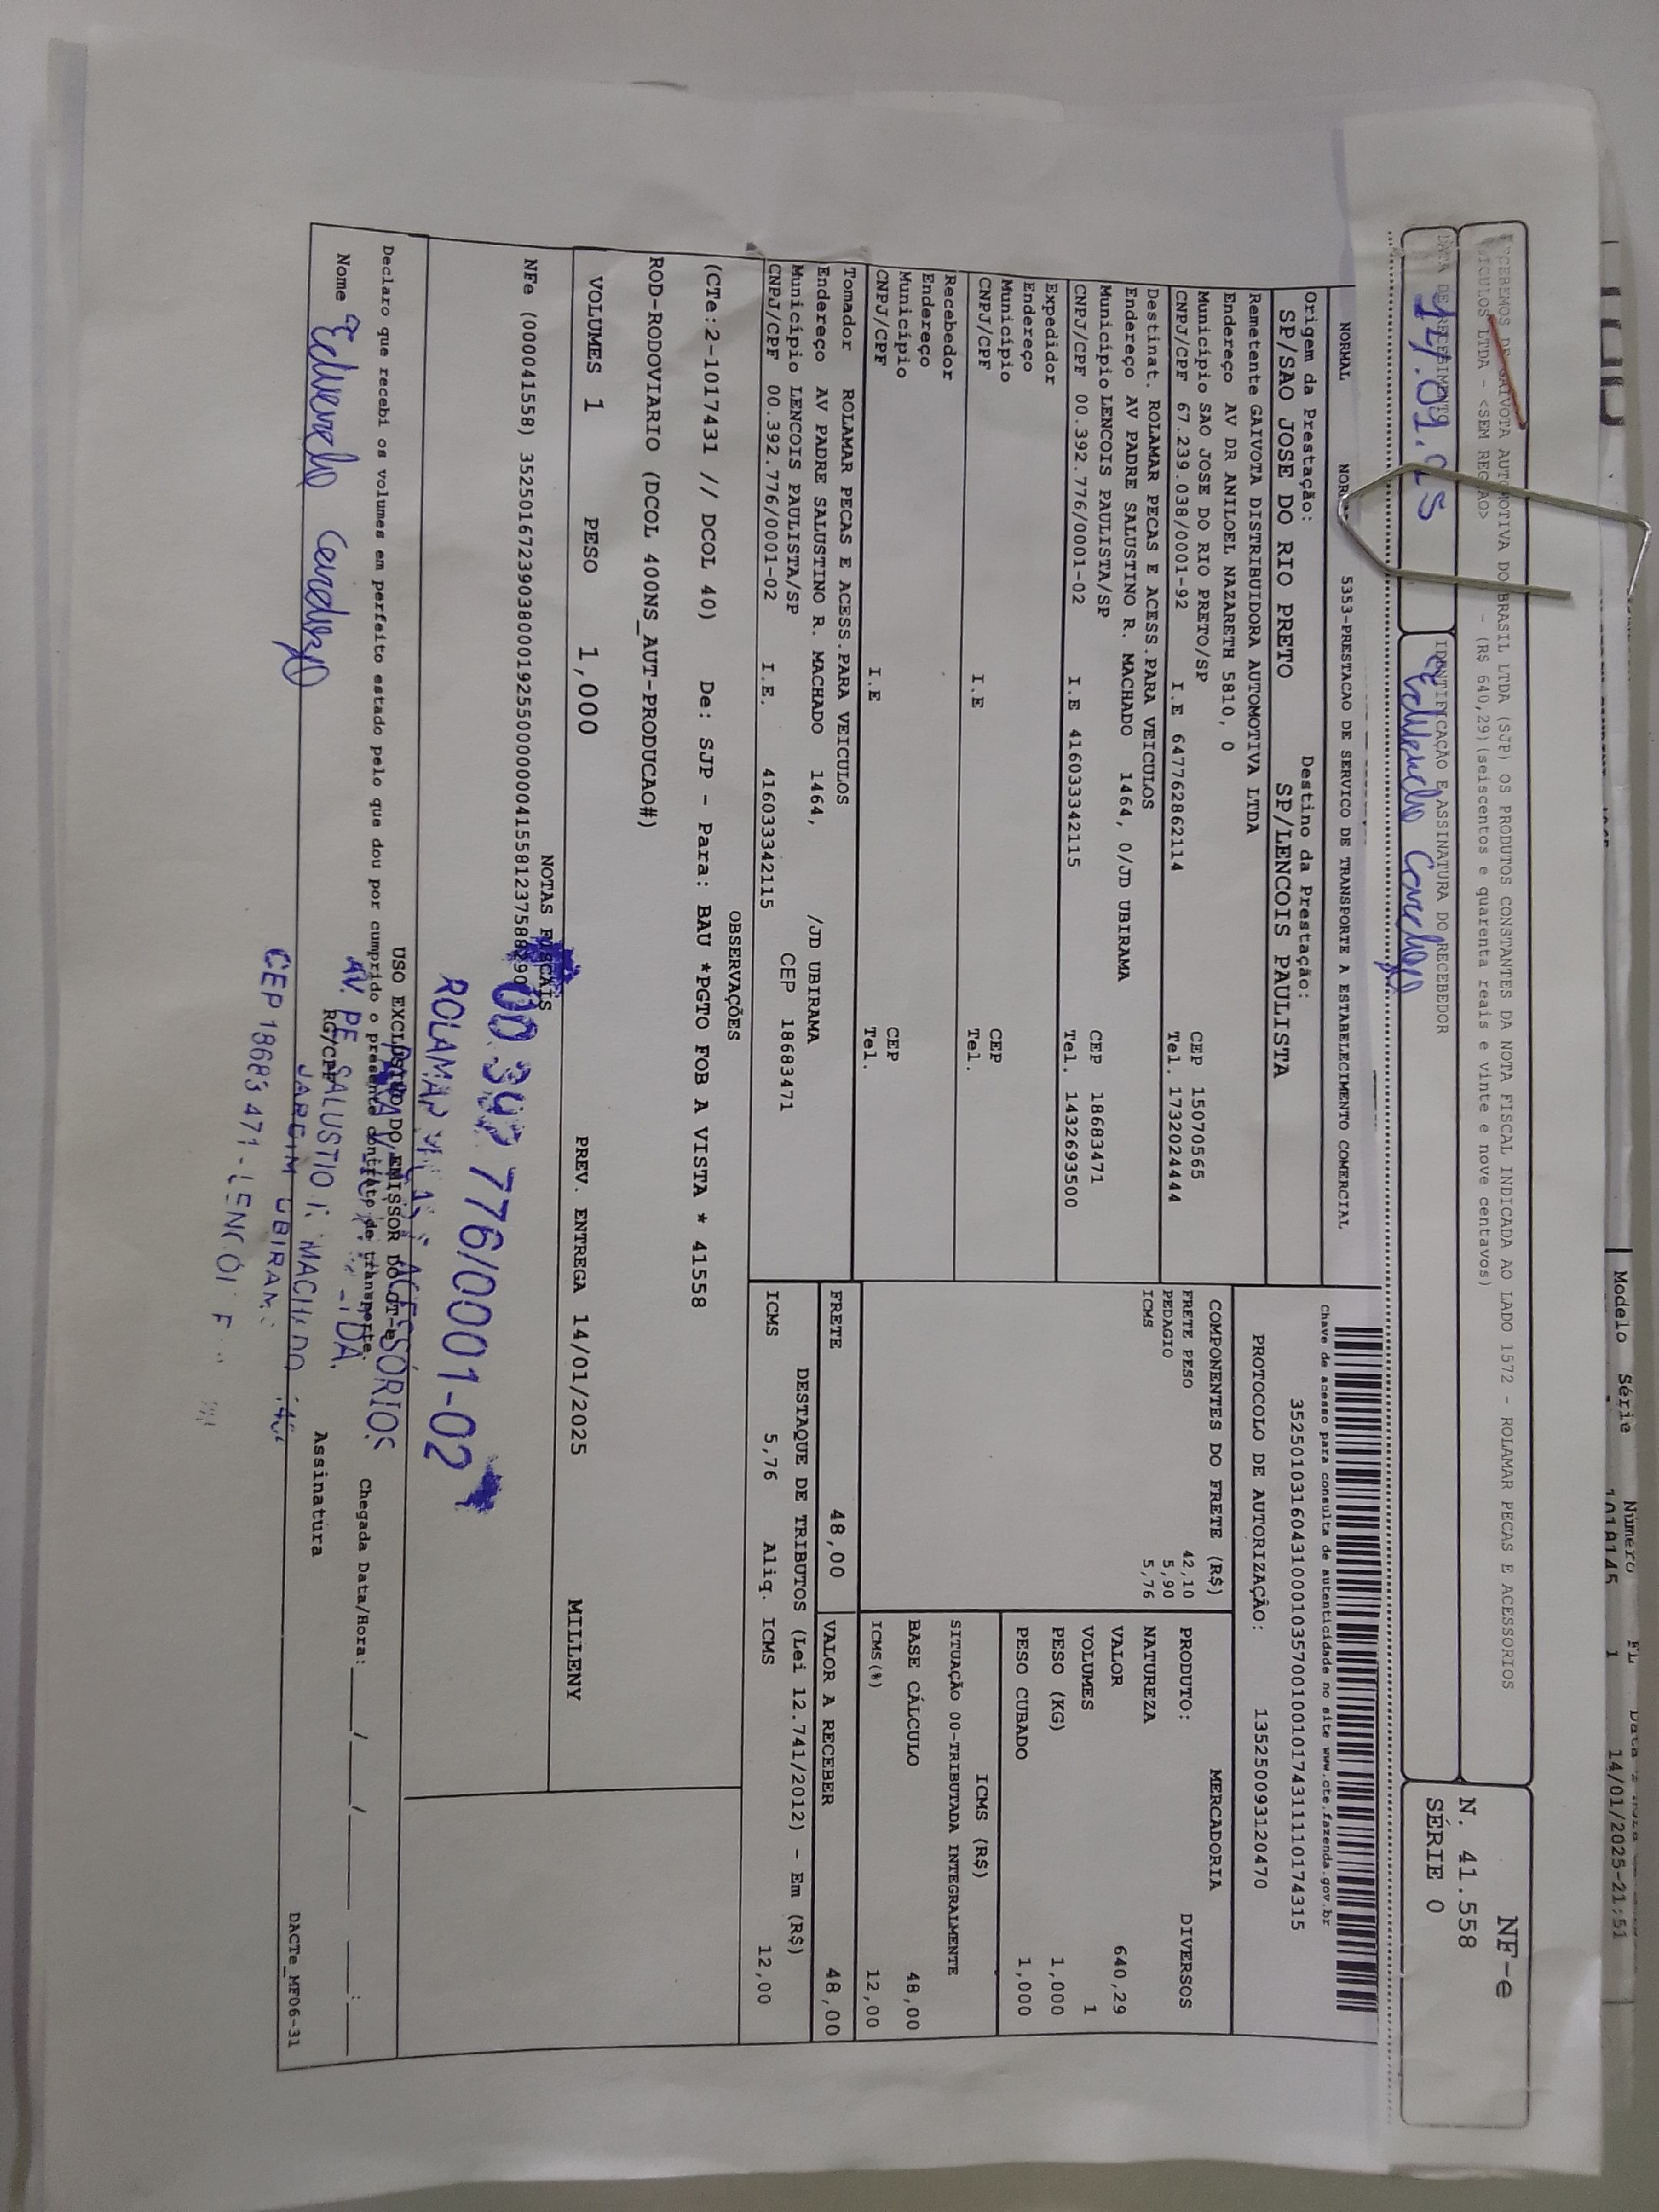 Modelo Série Número FL
14/01/2025-21:51
RECEBEMOS DE GAIVOTA AUTOMOTIVA DO BRASIL LTDA (SJP) OS PRODUTOS CONSTANTES DA NOTA FISCAL INDICADA AO LADO 1572 - ROLAMAR PECAS E ACESSORIOS
LTDA - <SEM REGIAO> - (R$ 640,29)(seiscentos e quarenta reais e vinte e nove centavos)
DATA DE RECEBIMENTO
IDENTIFICAÇÃO E ASSINATURA DO RECEBEDOR
NF-e
N. 41.558
SÉRIE 0
NORMAL 5353-PRESTACAO DE SERVICO DE TRANSPORTE A ESTABELECIMENTO COMERCIAL
Chave de acesso para consulta de autenticidade no site www.cte.fazenda.gov.br
Origem da Prestação: Destino da Prestação:
SP/SAO JOSE DO RIO PRETO SP/LENCOIS PAULISTA
PROTOCOLO DE AUTORIZAÇÃO: 135250093120470
Remetente GAIVOTA DISTRIBUIDORA AUTOMOTIVA LTDA
Endereço AV DR ANILOEL NAZARETH 5810, 0
Município SAO JOSE DO RIO PRETO/SP CEP 15070565
CNPJ/CPF 67.239.038/0001-92 I.E 647762862114 Tel. 1732024444
Destinat. ROLAMAR PECAS E ACESS.PARA VEICULOS
Endereço AV PADRE SALUSTINO R. MACHADO 1464, 0/JD UBIRAMA
Município LENCOIS PAULISTA/SP CEP 18683471
CNPJ/CPF 00.392.776/0001-02 I.E 416033342115 Tel. 1432693500
Expedidor
Endereço
Município CEP
CNPJ/CPF I.E Tel.
Recebedor
Endereço
Município CEP
CNPJ/CPF I.E Tel.
Tomador ROLAMAR PECAS E ACESS.PARA VEICULOS
Endereço AV PADRE SALUSTINO R. MACHADO 1464, /JD UBIRAMA
Município LENCOIS PAULISTA/SP CEP 18683471
CNPJ/CPF 00.392.776/0001-02 I.E. 416033342115
COMPONENTES DO FRETE (R$)
FRETE PESO 42,10
PEDAGIO 5,90
ICMS 5,76
MERCADORIA
PRODUTO: DIVERSOS
NATUREZA
VALOR 640,29
VOLUMES 1
PESO (KG) 1,000
PESO CUBADO 1,000
ICMS (R$)
SITUAÇÃO 00-TRIBUTADA INTEGRALMENTE
BASE CÁLCULO 48,00
ICMS(%) 12,00
FRETE 48,00 VALOR A RECEBER 48,00
DESTAQUE DE TRIBUTOS (Lei 12.741/2012) - Em (R$)
ICMS 5,76 Aliq. ICMS 12,00
OBSERVAÇÕES
(CTe:2-1017431 // DCOL 40) De: SJP - Para: BAU *PGTO FOB A VISTA * 41558
ROD-RODOVIARIO (DCOL 400NS_AUT-PRODUCAO#)
VOLUMES 1 PESO 1,000 PREV. ENTREGA 14/01/2025 MILLENY
NOTAS FISCAIS
NFe (000041558)
00 392 776/0001-02
ROLAMAR ACESSÓRIOS
USO EXCLUSIVO DO EMISSOR DO CT-e
Declaro que recebi os volumes em perfeito estado pelo que dou por cumprido o presente contrato de transporte.
Nome RG/CPF Assinatura
Chegada Data/Hora: ___/___/___ ___:___
AV. PE SALUSTIO R MACHADO
JARDIM UBIRAMA
CEP 18683 471 -
DACTe_MF06-31